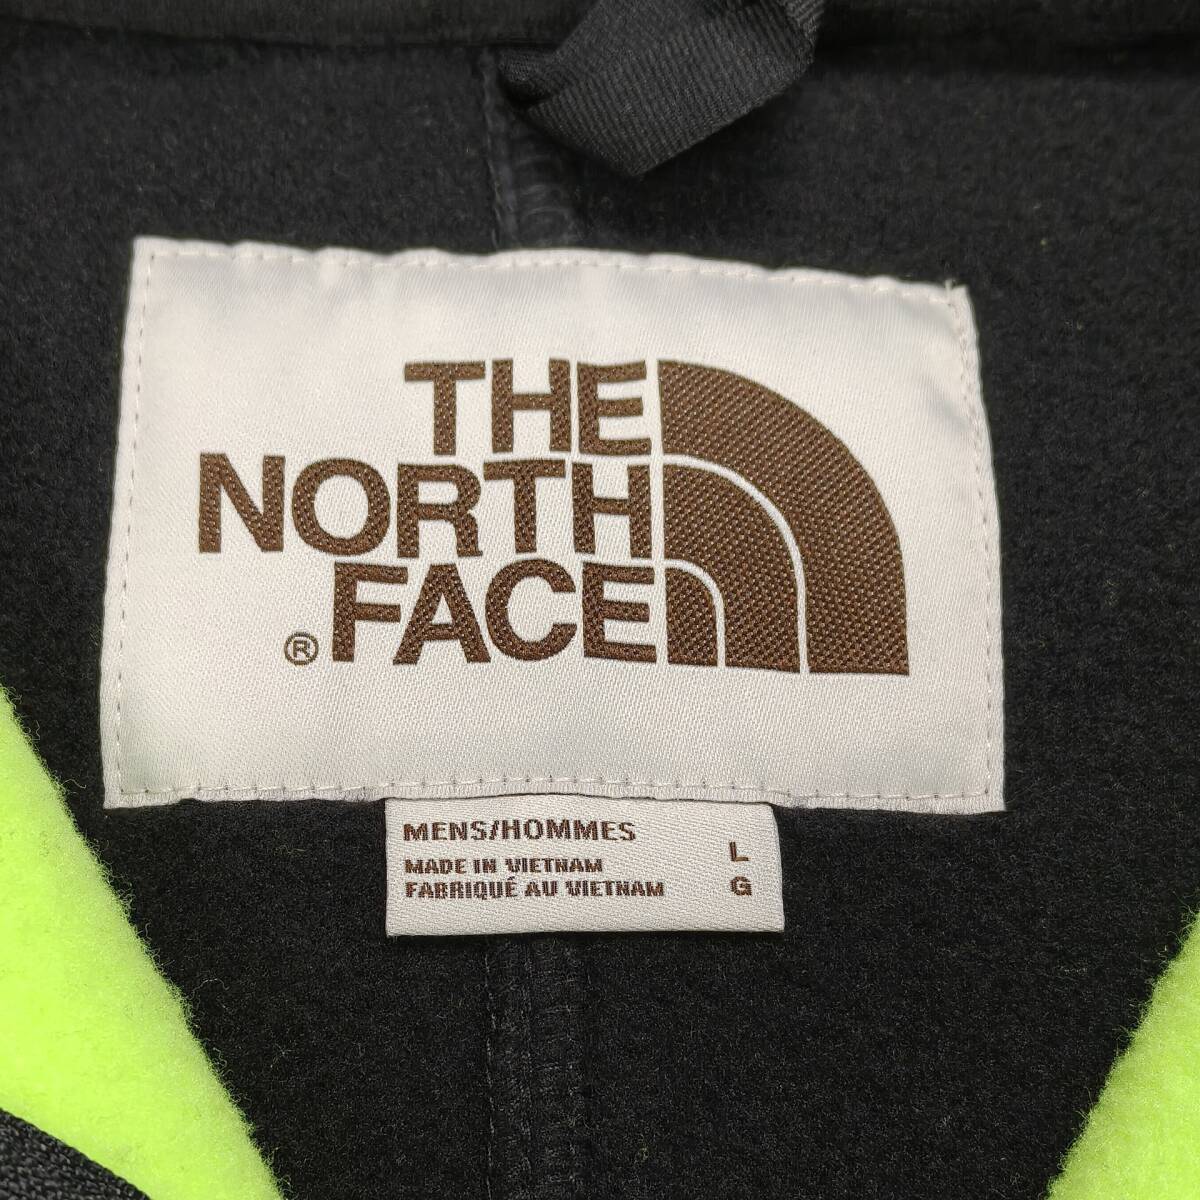 THE
NORTH
® FACE
MENS/HOMMES
MADE IN VIETNAM L
FABRIQUÉ AU VIETNAM G